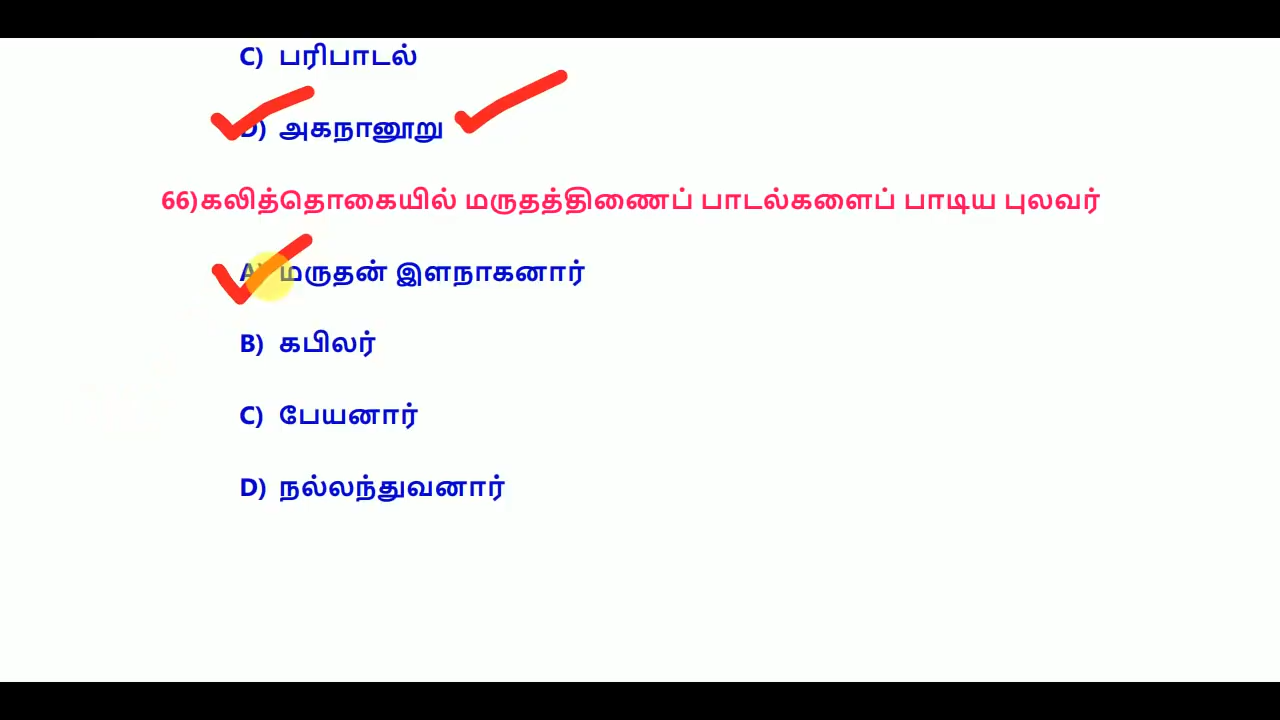 C) பரிபாடல்
D) அகநானூறு
66)கலித்தொகையில் மருதத்திணைப் பாடல்களைப் பாடிய புலவர்
A) மருதன் இளநாகனார்
B) கபிலர்
C) பேயனார்
D) நல்லந்துவனார்